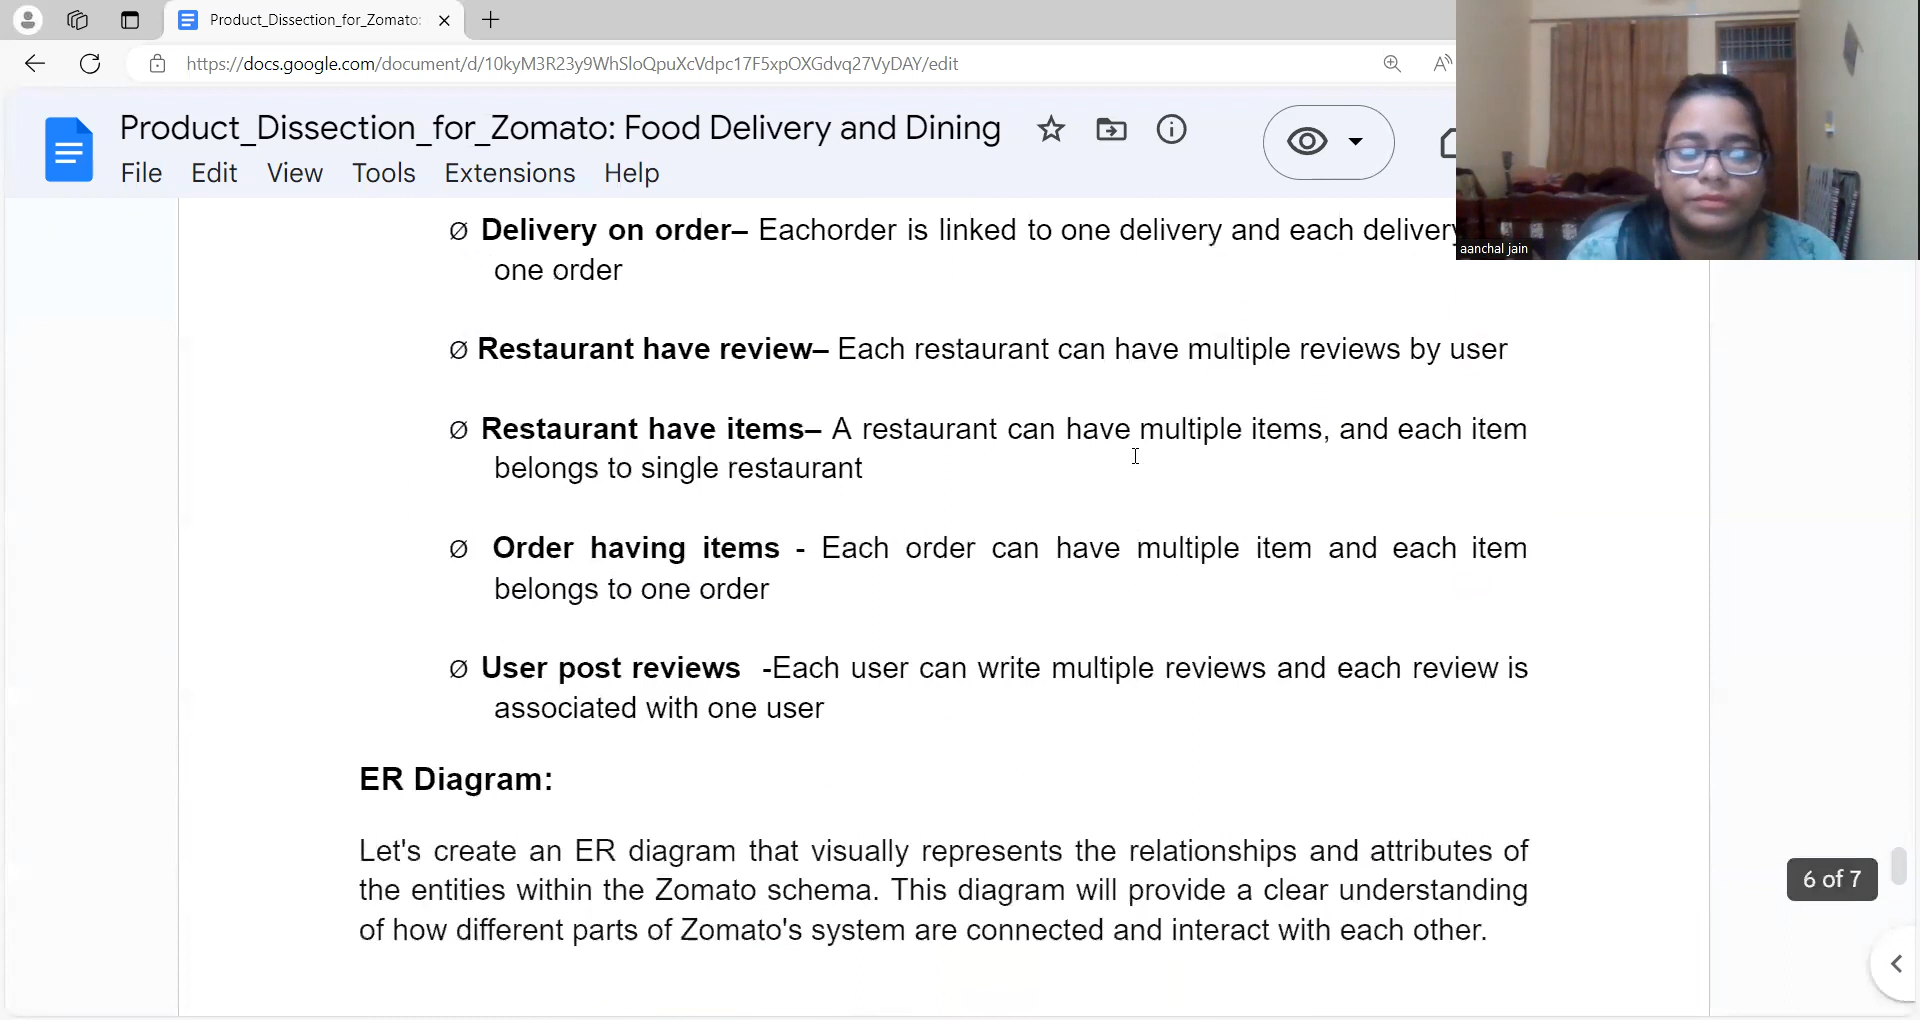 Product_Dissection_for_Zomato:
https://docs.google.com/document/d/10kyM3R23y9WhSloQpuXcVdpc17F5xpOXGdvq27VyDAY/edit
Product_Dissection_for_Zomato: Food Delivery and Dining
File Edit View Tools Extensions Help
aanchal jain
Ø Delivery on order– Eachorder is linked to one delivery and each delivery
one order
Ø Restaurant have review– Each restaurant can have multiple reviews by user
Ø Restaurant have items– A restaurant can have multiple items, and each item
belongs to single restaurant
Ø Order having items - Each order can have multiple item and each item
belongs to one order
Ø User post reviews -Each user can write multiple reviews and each review is
associated with one user
ER Diagram:
Let's create an ER diagram that visually represents the relationships and attributes of
the entities within the Zomato schema. This diagram will provide a clear understanding
of how different parts of Zomato's system are connected and interact with each other.
6 of 7